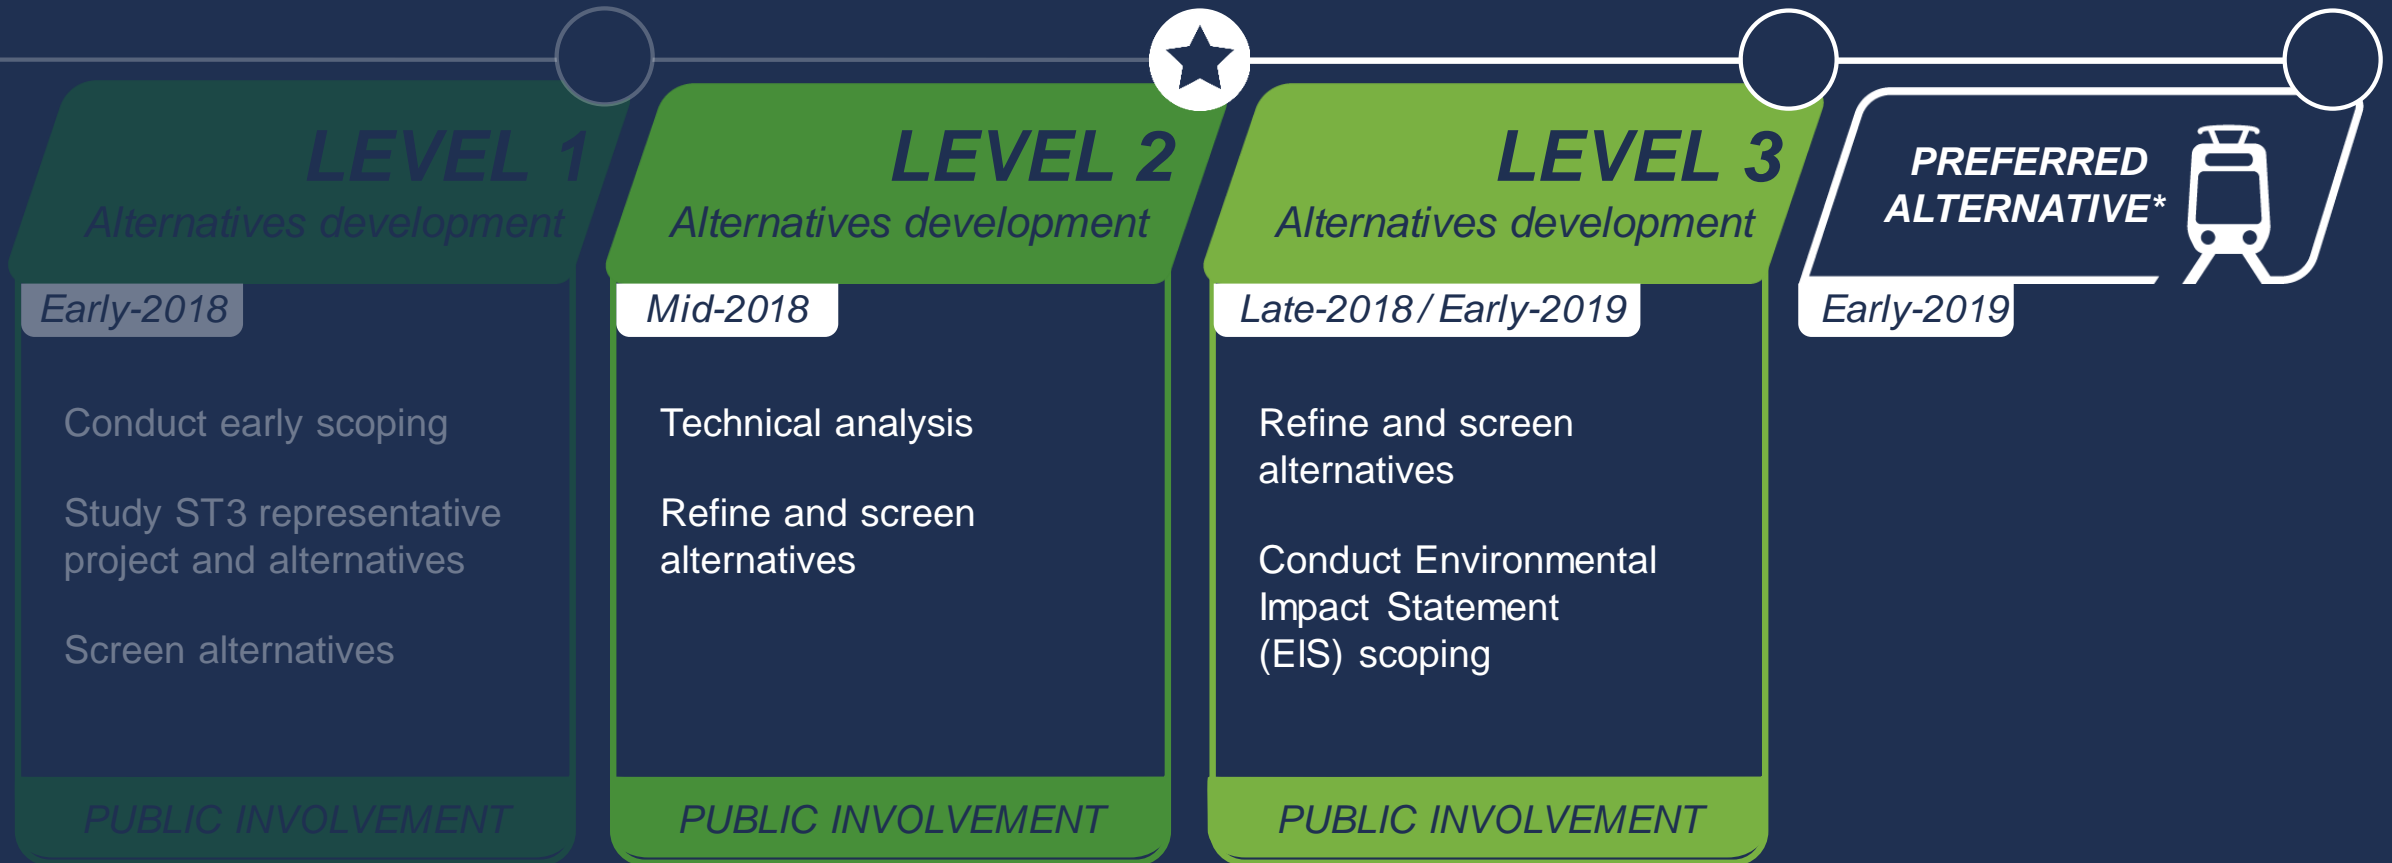 LEVEL 1
Alternatives development
Early-2018
Conduct early scoping
Study ST3 representative
project and alternatives
Screen alternatives
PUBLIC INVOLVEMENT
LEVEL 2
Alternatives development
Mid-2018
Technical analysis
Refine and screen
alternatives
PUBLIC INVOLVEMENT
LEVEL 3
Alternatives development
Late-2018 / Early-2019
Refine and screen
alternatives
Conduct Environmental
Impact Statement
(EIS) scoping
PUBLIC INVOLVEMENT
PREFERRED
ALTERNATIVE*
Early-2019